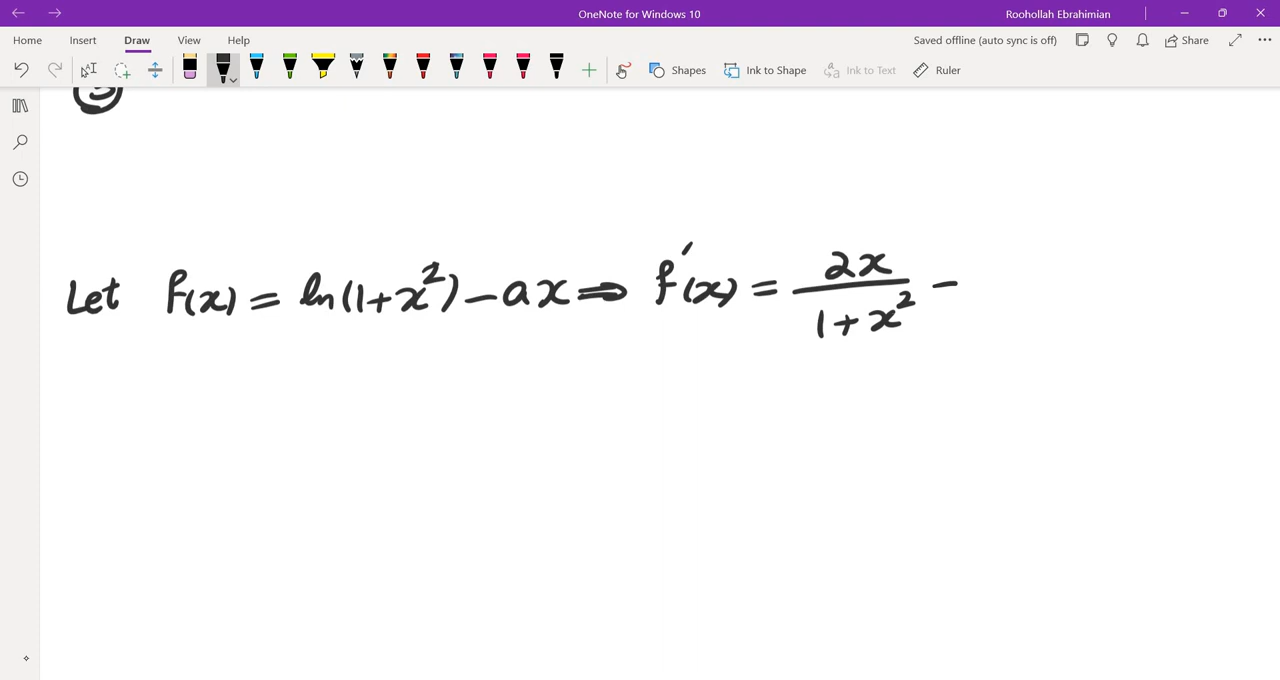 OneNote for Windows 10
Roohollah Ebrahimian
Home Insert Draw View Help
Saved offline (auto sync is off) Share
Shapes Ink to Shape Ink to Text Ruler
Let f(x) = ln(1+x²) – ax ⇒ f'(x) = 2x/(1+x²) –